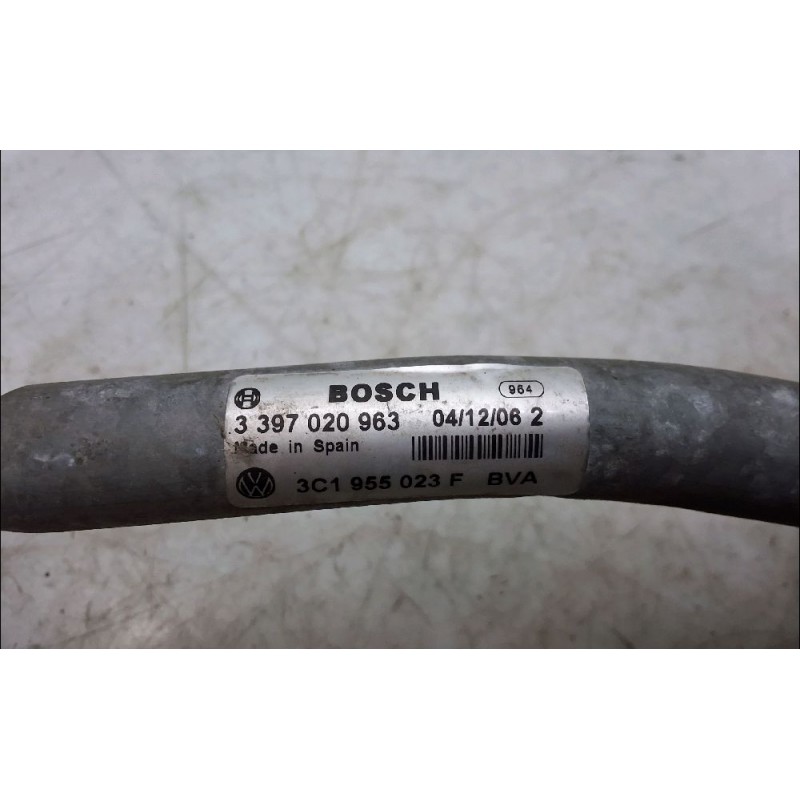 BOSCH 964
3 397 020 963 04/12/06 2
Made in Spain
3C1 955 023 F BVA